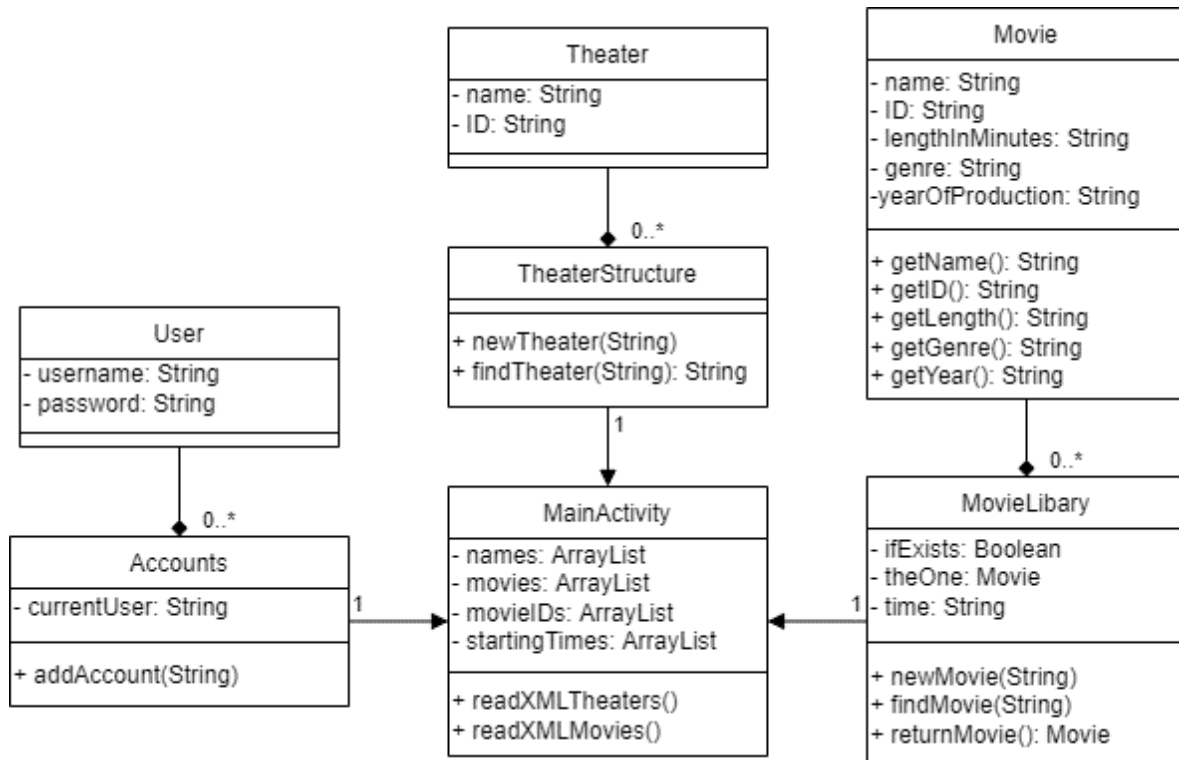 Theater
- name: String
- ID: String
0..*
TheaterStructure
+ newTheater(String)
+ findTheater(String): String
1
Movie
- name: String
- ID: String
- lengthInMinutes: String
- genre: String
-yearOfProduction: String
+ getName(): String
+ getID(): String
+ getLength(): String
+ getGenre(): String
+ getYear(): String
0..*
User
- username: String
- password: String
0..*
Accounts
- currentUser: String
+ addAccount(String)
1
MainActivity
- names: ArrayList
- movies: ArrayList
- movieIDs: ArrayList
- startingTimes: ArrayList
+ readXMLTheaters()
+ readXMLMovies()
1
MovieLibary
- ifExists: Boolean
- theOne: Movie
- time: String
+ newMovie(String)
+ findMovie(String)
+ returnMovie(): Movie